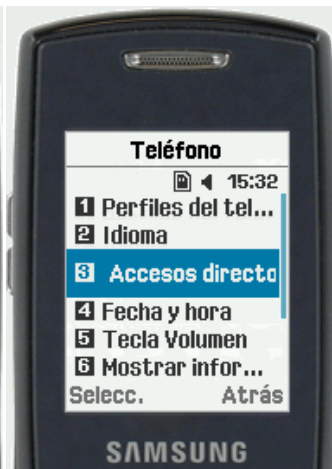 Teléfono
15:32
1 Perfiles del tel...
2 Idioma
3 Accesos directo
4 Fecha y hora
5 Tecla Volumen
6 Mostrar infor...
Selecc. Atrás
SAMSUNG